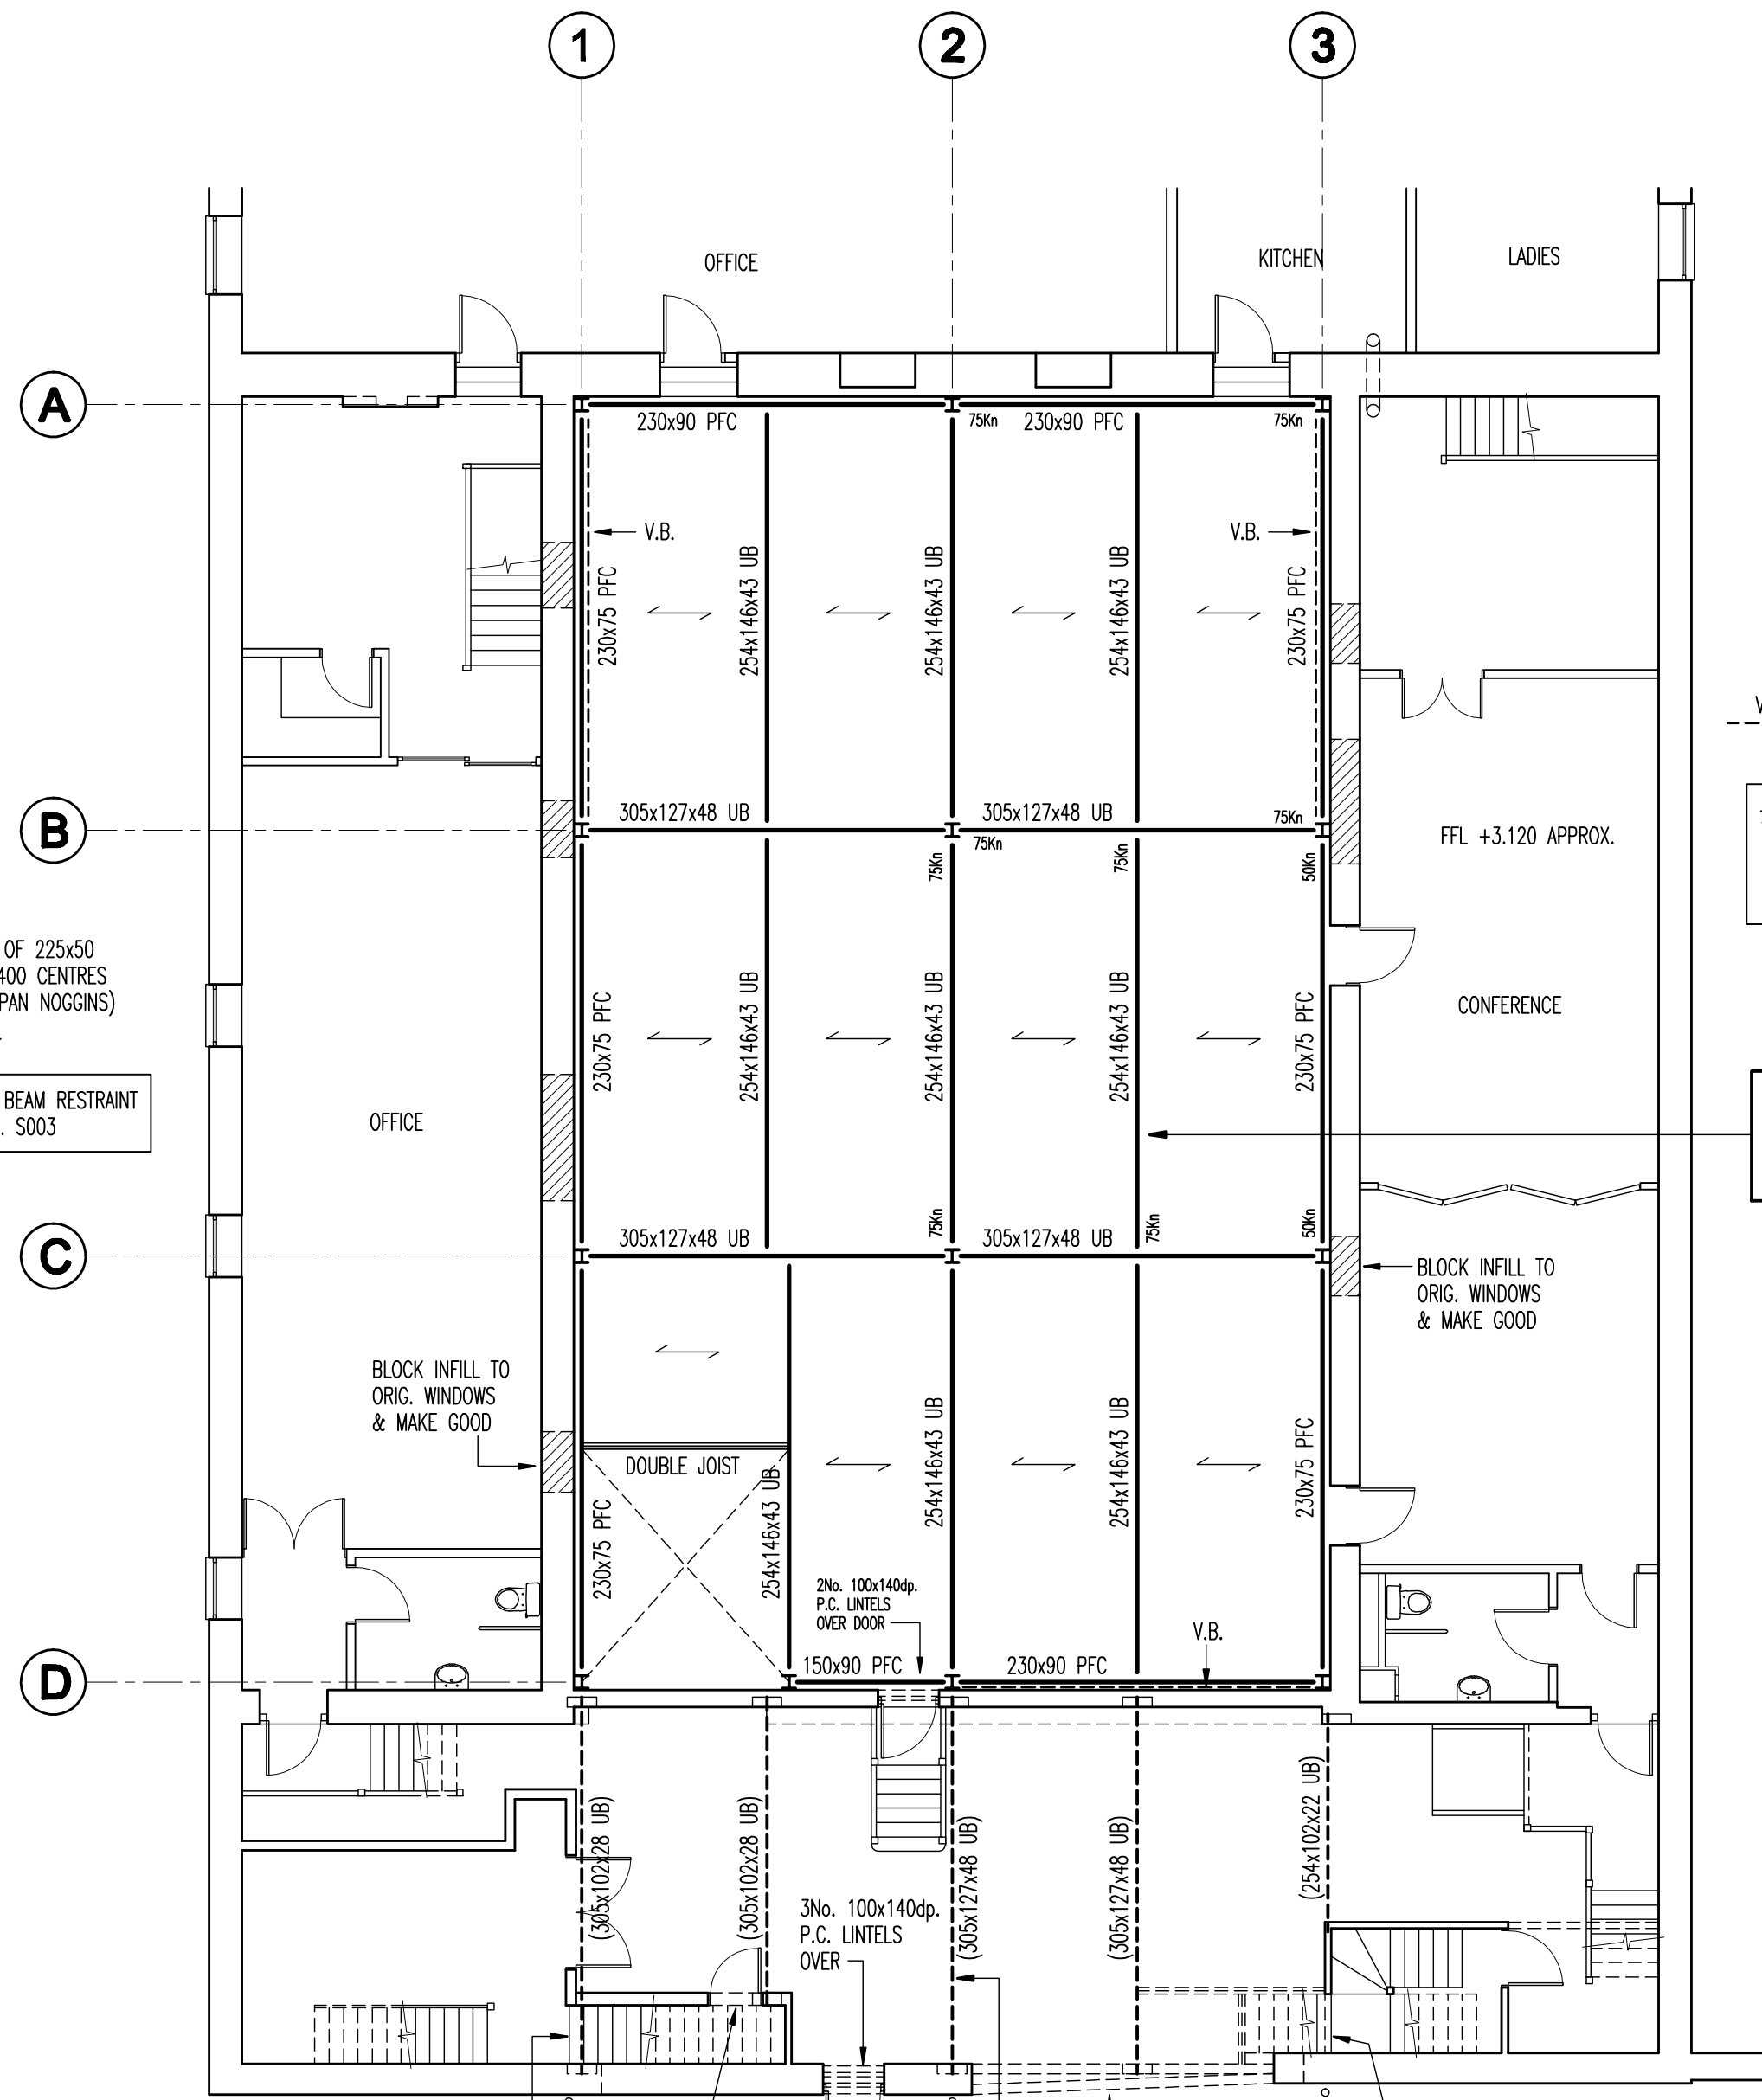 1
2
3
OFFICE
KITCHEN
LADIES
A
230x90 PFC
75Kn
230x90 PFC
75Kn
V.B.
V.B.
230x75 PFC
254x146x43 UB
254x146x43 UB
254x146x43 UB
230x75 PFC
B
305x127x48 UB
305x127x48 UB
75Kn
75Kn
75Kn
75Kn
50Kn
FFL +3.120 APPROX.
OF 225x50
400 CENTRES
PAN NOGGINS)
BEAM RESTRAINT
. S003
OFFICE
CONFERENCE
230x75 PFC
254x146x43 UB
254x146x43 UB
254x146x43 UB
230x75 PFC
C
305x127x48 UB
305x127x48 UB
75Kn
75Kn
50Kn
BLOCK INFILL TO
ORIG. WINDOWS
& MAKE GOOD
BLOCK INFILL TO
ORIG. WINDOWS
& MAKE GOOD
DOUBLE JOIST
230x75 PFC
254x146x43 UB
254x146x43 UB
254x146x43 UB
230x75 PFC
2No. 100x140dp.
P.C. LINTELS
OVER DOOR
V.B.
D
150x90 PFC
230x90 PFC
(305x102x28 UB)
(305x102x28 UB)
(305x127x48 UB)
(305x127x48 UB)
(254x102x22 UB)
3No. 100x140dp.
P.C. LINTELS
OVER